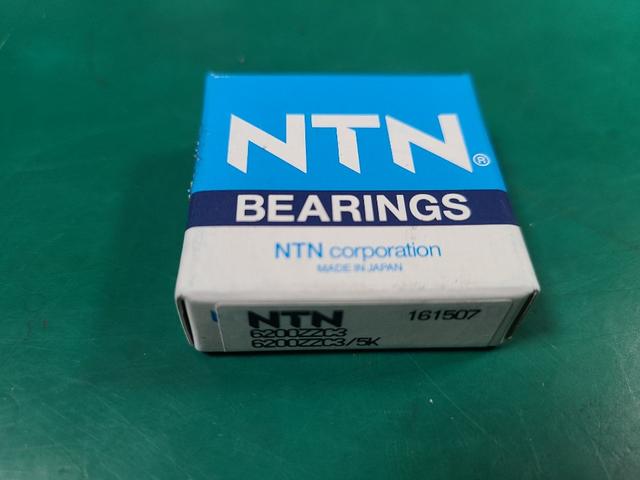 NTN®
BEARINGS
NTN corporation
MADE IN JAPAN
NTN 161507
6200ZZC3
6200ZZC3/5K